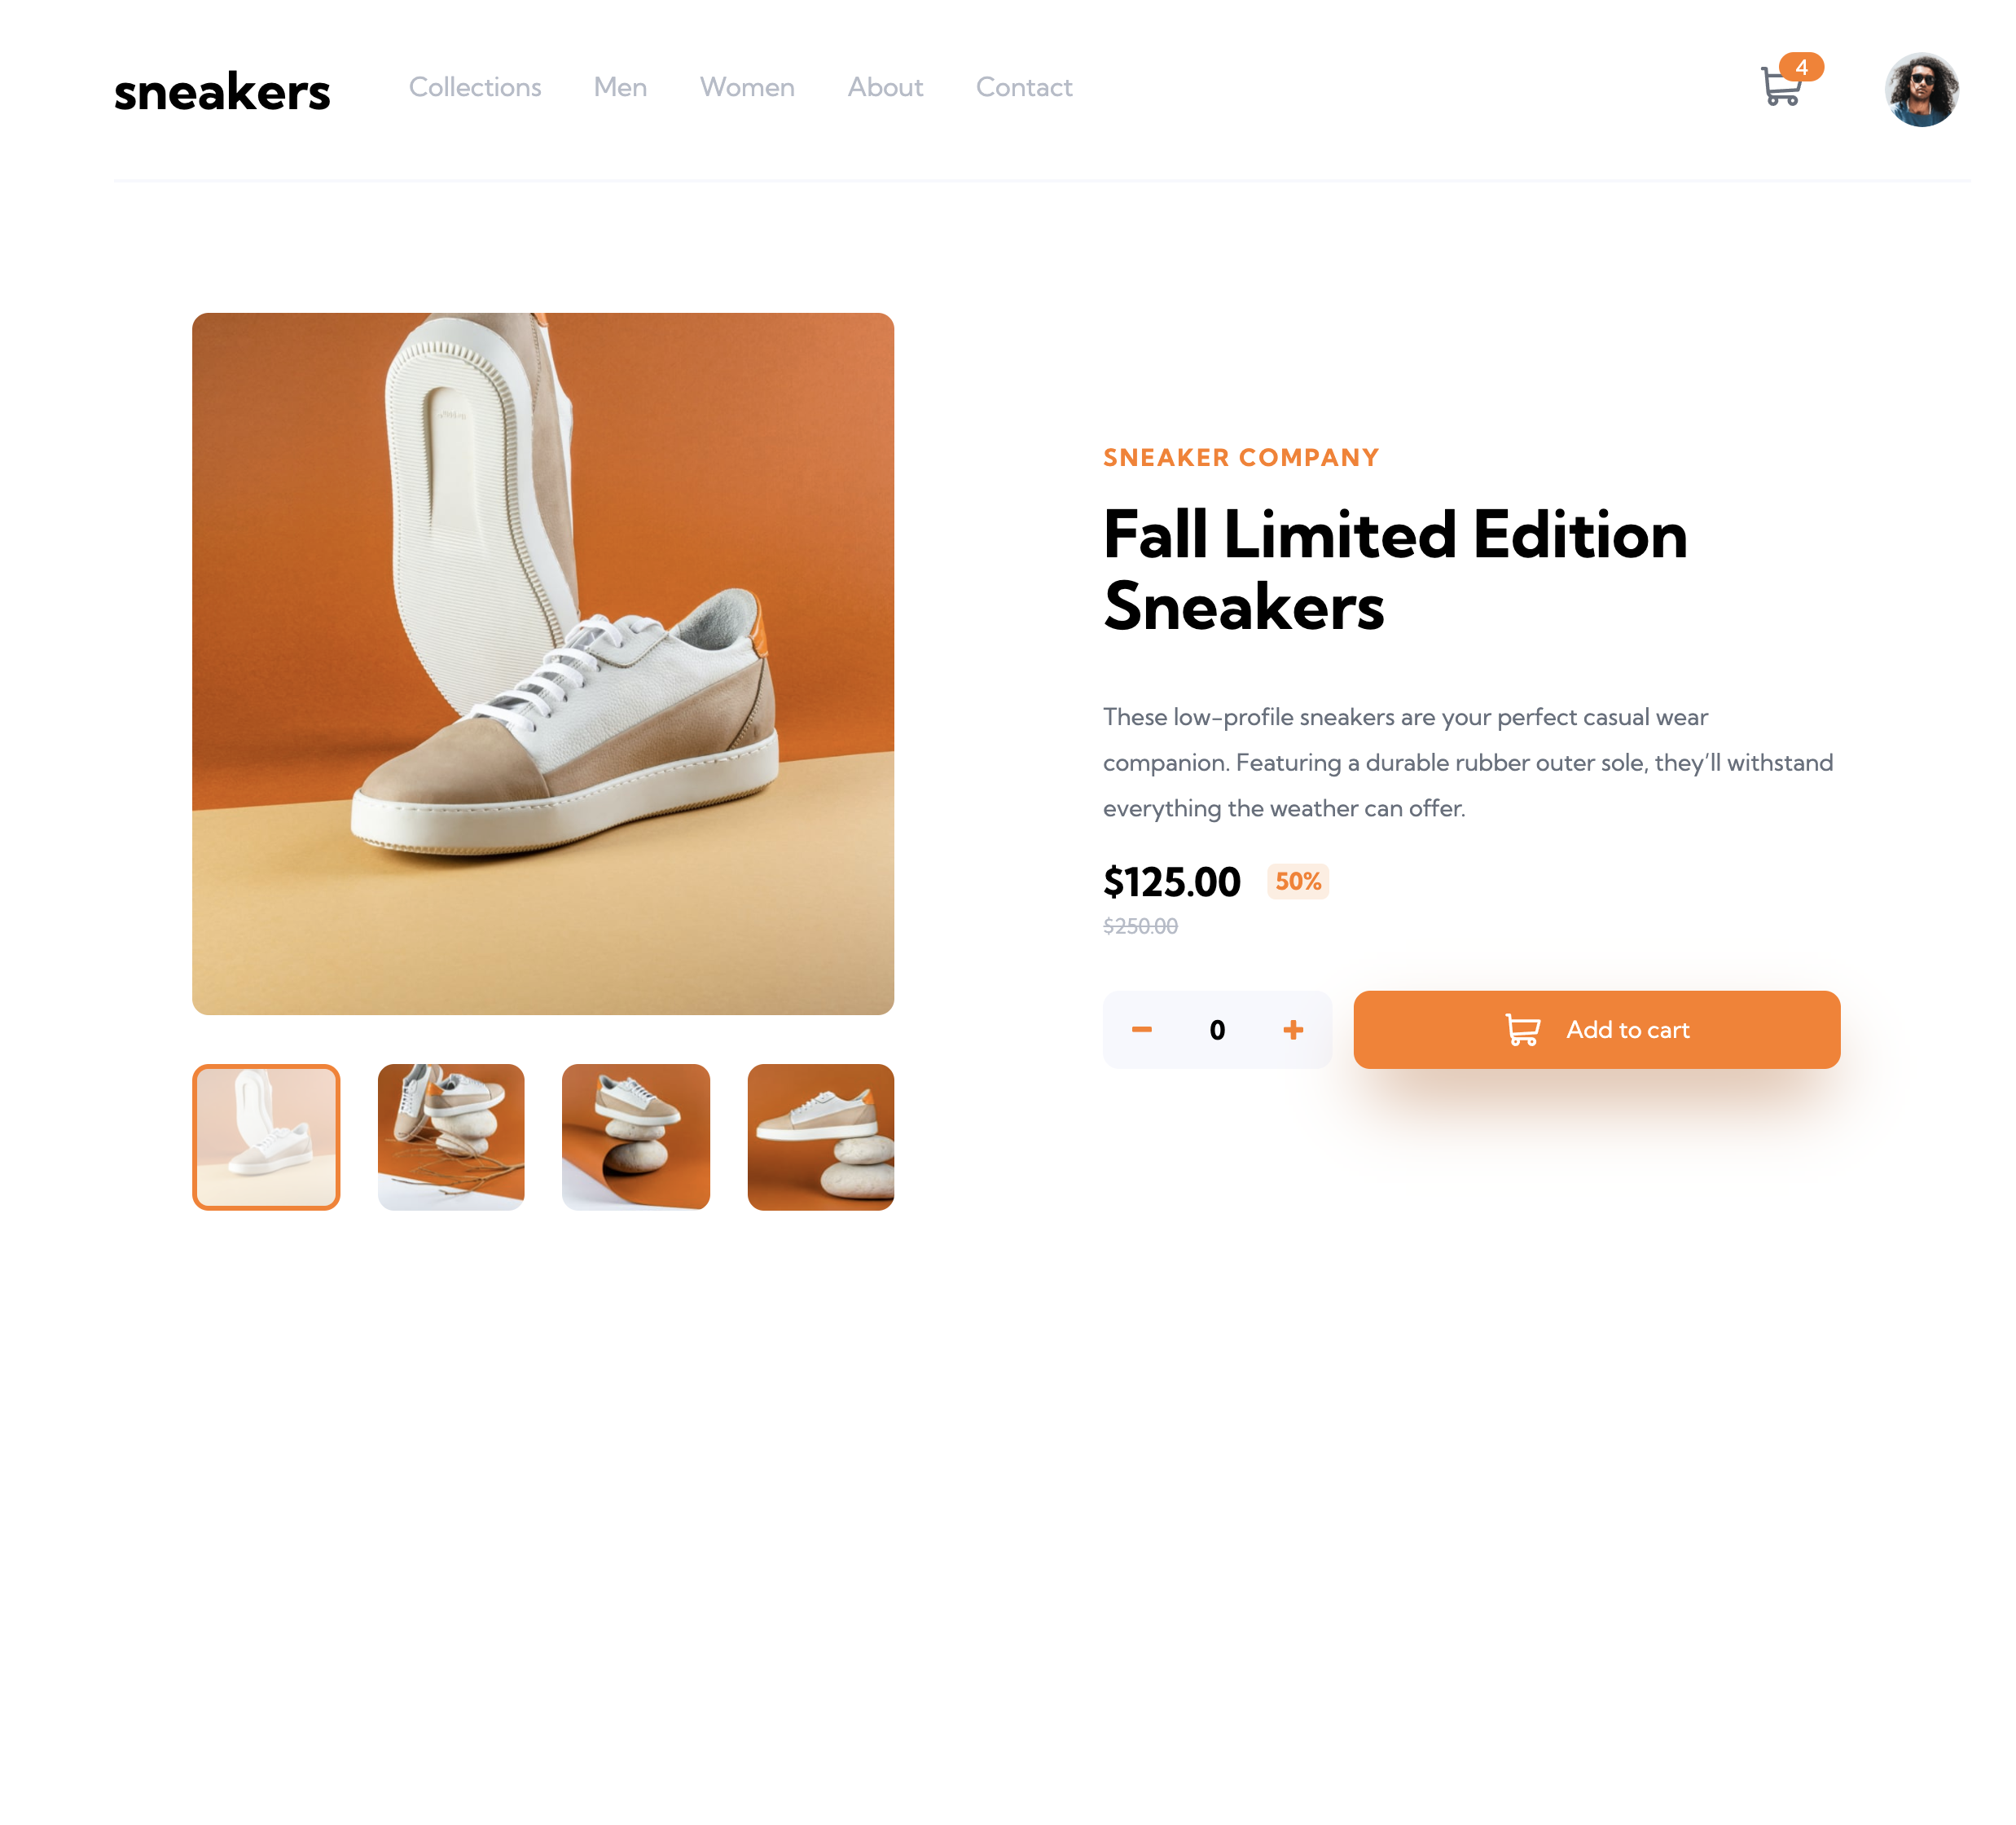 sneakers
Collections
Men
Women
About
Contact
4
SNEAKER COMPANY
Fall Limited Edition
Sneakers
These low-profile sneakers are your perfect casual wear
companion. Featuring a durable rubber outer sole, they’ll withstand
everything the weather can offer.
$125.00
50%
$250.00
0
Add to cart